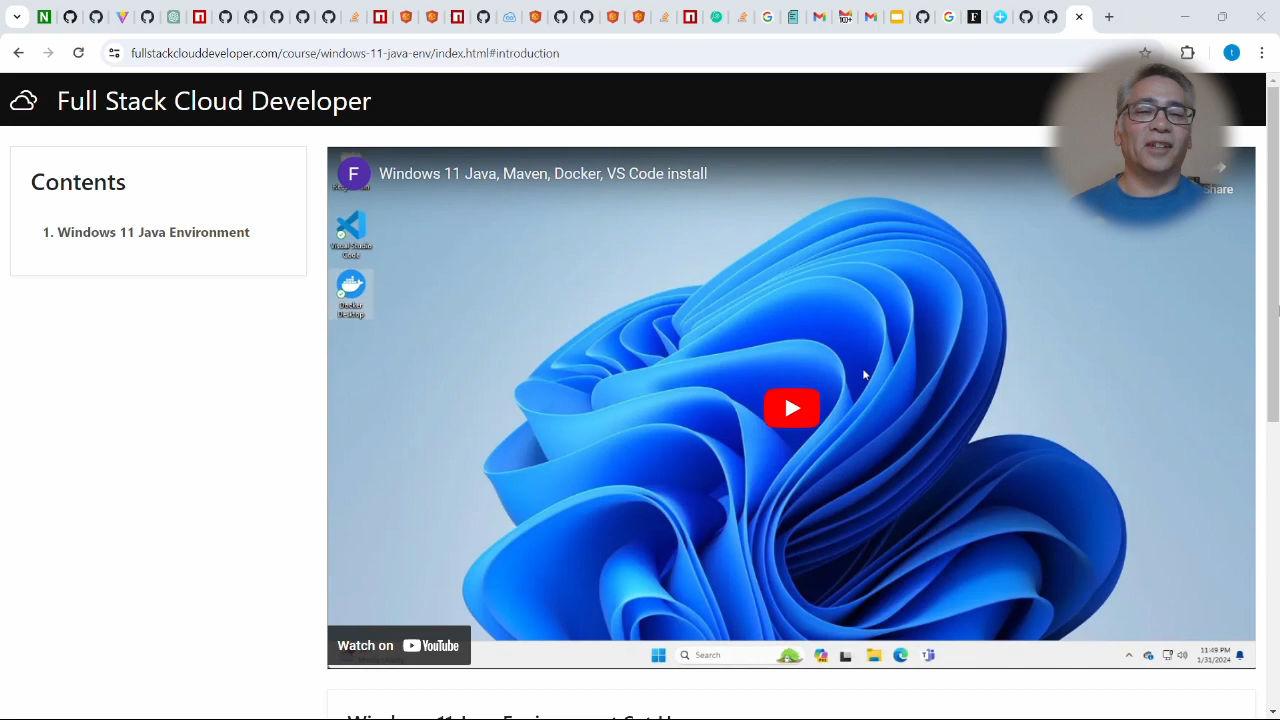 fullstackclouddeveloper.com/course/windows-11-java-env/index.html#introduction
t
Full Stack Cloud Developer
Contents
1. Windows 11 Java Environment
F
Windows 11 Java, Maven, Docker, VS Code install
Share
Visual Studio
Code
Docker
Desktop
Watch on YouTube
Search
11:49 PM
1/31/2024